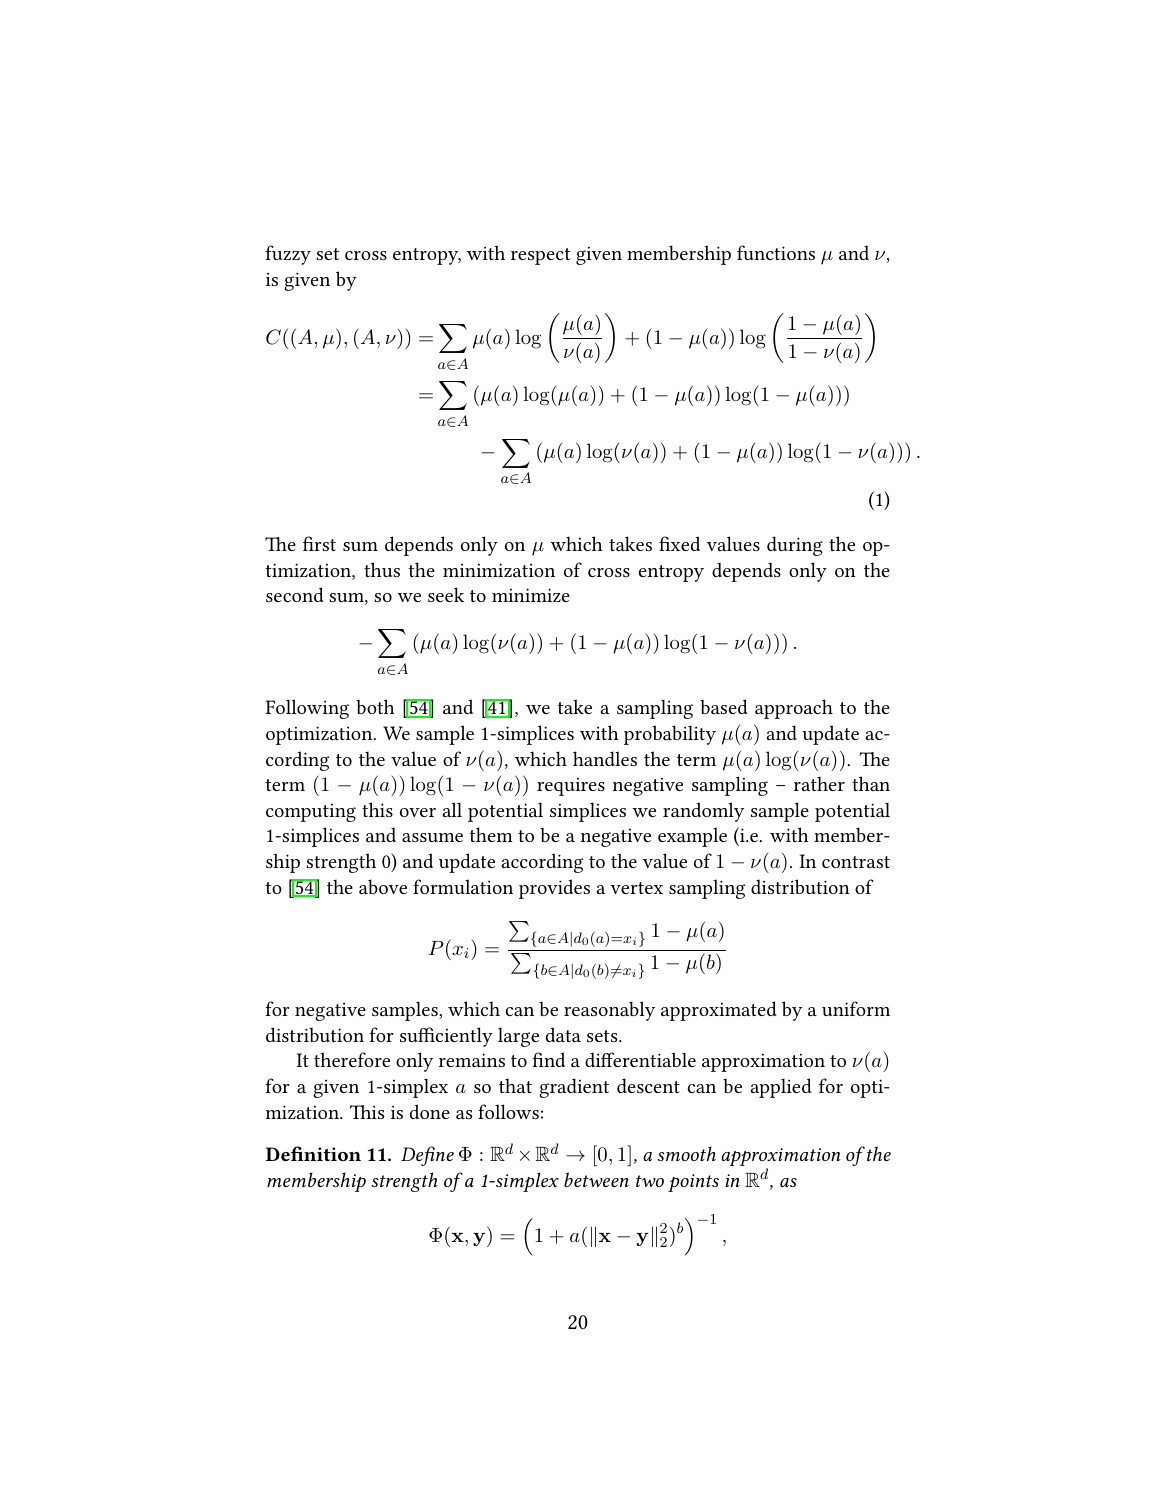 fuzzy set cross entropy, with respect given membership functions μ and ν,
is given by
C((A, μ), (A, ν)) = ∑_{a∈A} μ(a) log (μ(a)/ν(a)) + (1 − μ(a)) log ((1 − μ(a))/(1 − ν(a)))
= ∑_{a∈A} (μ(a) log(μ(a)) + (1 − μ(a)) log(1 − μ(a)))
− ∑_{a∈A} (μ(a) log(ν(a)) + (1 − μ(a)) log(1 − ν(a))) .
(1)
The first sum depends only on μ which takes fixed values during the op-
timization, thus the minimization of cross entropy depends only on the
second sum, so we seek to minimize
− ∑_{a∈A} (μ(a) log(ν(a)) + (1 − μ(a)) log(1 − ν(a))) .
Following both [54] and [41], we take a sampling based approach to the
optimization. We sample 1-simplices with probability μ(a) and update ac-
cording to the value of ν(a), which handles the term μ(a) log(ν(a)). The
term (1 − μ(a)) log(1 − ν(a)) requires negative sampling – rather than
computing this over all potential simplices we randomly sample potential
1-simplices and assume them to be a negative example (i.e. with member-
ship strength 0) and update according to the value of 1 − ν(a). In contrast
to [54] the above formulation provides a vertex sampling distribution of
P(x_i) = (∑_{{a∈A|d_0(a)=x_i}} 1 − μ(a)) / (∑_{{b∈A|d_0(b)≠x_i}} 1 − μ(b))
for negative samples, which can be reasonably approximated by a uniform
distribution for sufficiently large data sets.
It therefore only remains to find a differentiable approximation to ν(a)
for a given 1-simplex a so that gradient descent can be applied for opti-
mization. This is done as follows:
Definition 11. Define Φ : ℝ^d × ℝ^d → [0, 1], a smooth approximation of the
membership strength of a 1-simplex between two points in ℝ^d, as
Φ(x, y) = (1 + a(‖x − y‖_2^2)^b)^{−1} ,
20